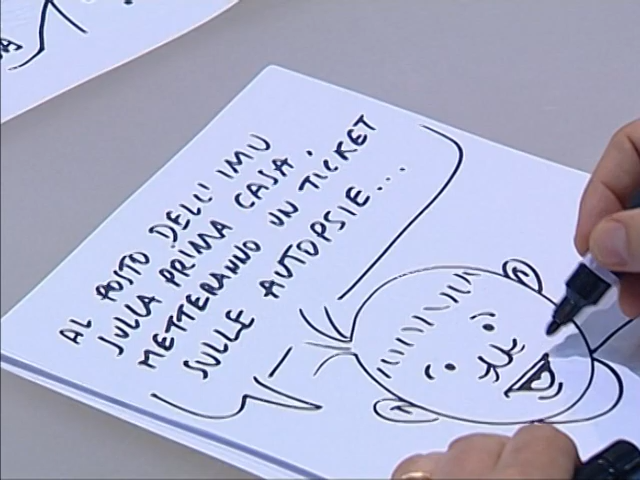 AL POSTO DELL'IMU
SULLA PRIMA CASA,
METTERANNO UN TICKET
SULLE AUTOPSIE...